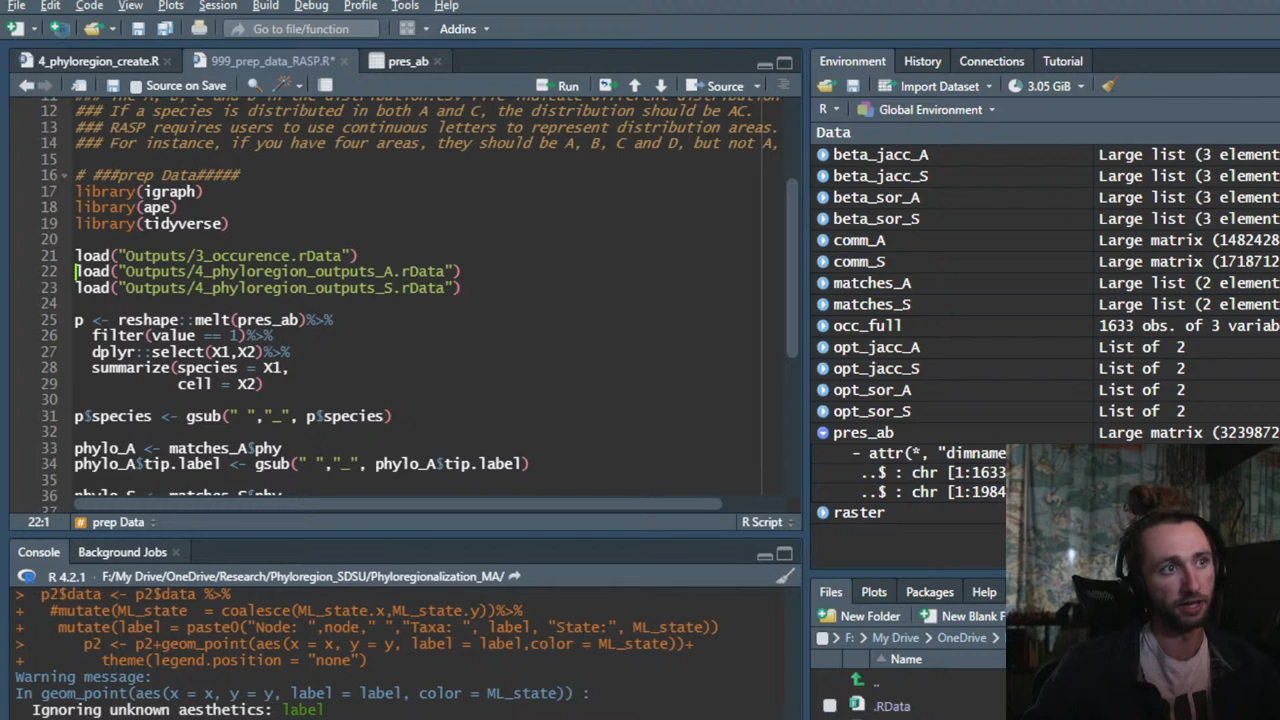 File Edit Code View Plots Session Build Debug Profile Tools Help
Go to file/function Addins
4_phyloregion_create.R 999_prep_data_RASP.R* pres_ab
Source on Save Run Source
12 ### If a species is distributed in both A and C, the distribution should be AC.
13 ### RASP requires users to use continuous letters to represent distribution areas.
14 ### For instance, if you have four areas, they should be A, B, C and D, but not A,
15
16 # ###prep Data#####
17 library(igraph)
18 library(ape)
19 library(tidyverse)
20
21 load("Outputs/3_occurence.rData")
22 load("Outputs/4_phyloregion_outputs_A.rData")
23 load("Outputs/4_phyloregion_outputs_S.rData")
24
25 p <- reshape::melt(pres_ab)%>%
26 filter(value == 1)%>%
27 dplyr::select(X1,X2)%>%
28 summarize(species = X1,
29 cell = X2)
30
31 p$species <- gsub(" ","_", p$species)
32
33 phylo_A <- matches_A$phy
34 phylo_A$tip.label <- gsub(" ","_", phylo_A$tip.label)
35
36 phylo_S <- matches_S$phy
22:1 prep Data R Script
Console Background Jobs
R 4.2.1 · F:/My Drive/OneDrive/Research/Phyloregion_SDSU/Phyloregionalization_MA/
> p2$data <- p2$data %>%
+ #mutate(ML_state = coalesce(ML_state.x,ML_state.y))%>%
+ mutate(label = paste0("Node: ",node," ","Taxa: ", label, "State:", ML_state))
> p2 <- p2+geom_point(aes(x = x, y = y, label = label,color = ML_state))+
+ theme(legend.position = "none")
Warning message:
In geom_point(aes(x = x, y = y, label = label, color = ML_state)) :
Ignoring unknown aesthetics: label
Environment History Connections Tutorial
Import Dataset 3.05 GiB
R Global Environment
Data
beta_jacc_A Large list (3 element
beta_jacc_S Large list (3 element
beta_sor_A Large list (3 element
beta_sor_S Large list (3 element
comm_A Large matrix (1482428
comm_S Large matrix (1718712
matches_A Large list (2 element
matches_S Large list (2 element
occ_full 1633 obs. of 3 variab
opt_jacc_A List of 2
opt_jacc_S List of 2
opt_sor_A List of 2
opt_sor_S List of 2
pres_ab Large matrix (3239872
- attr(*, "dimname
..$ : chr [1:1633
..$ : chr [1:1984
raster
Files Plots Packages Help
New Folder New Blank F
F: My Drive OneDrive
Name
..
.RData